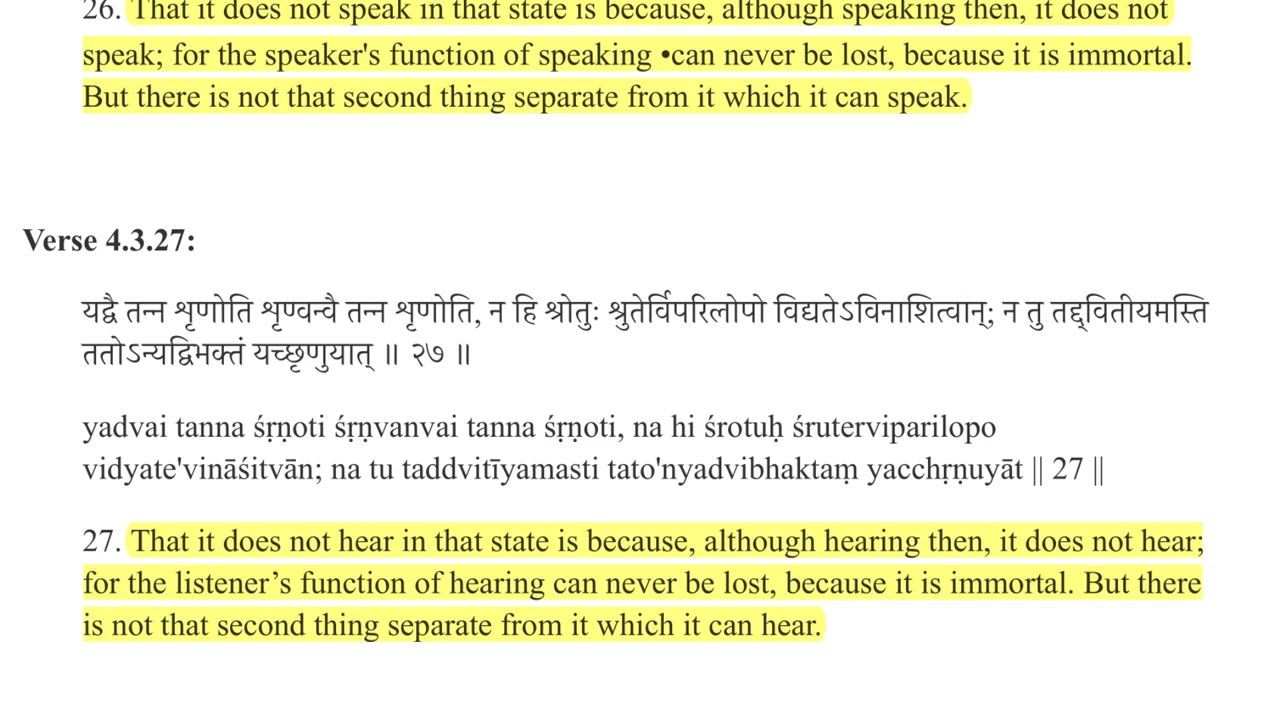 26. That it does not speak in that state is because, although speaking then, it does not
speak; for the speaker's function of speaking •can never be lost, because it is immortal.
But there is not that second thing separate from it which it can speak.
Verse 4.3.27:
यद्वै तन्न शृणोति शृण्वन्वै तन्न शृणोति, न हि श्रोतुः श्रुतेर्विपरिलोपो विद्यतेऽविनाशित्वान्; न तु तद्द्वितीयमस्ति
ततोऽन्यद्विभक्तं यच्छृणुयात् ॥ २७ ॥
yadvai tanna śṛṇoti śṛṇvanvai tanna śṛṇoti, na hi śrotuḥ śruterviparilopo
vidyate'vināśitvān; na tu taddvitīyamasti tato'nyadvibhaktaṃ yacchṛṇuyāt || 27 ||
27. That it does not hear in that state is because, although hearing then, it does not hear;
for the listener’s function of hearing can never be lost, because it is immortal. But there
is not that second thing separate from it which it can hear.